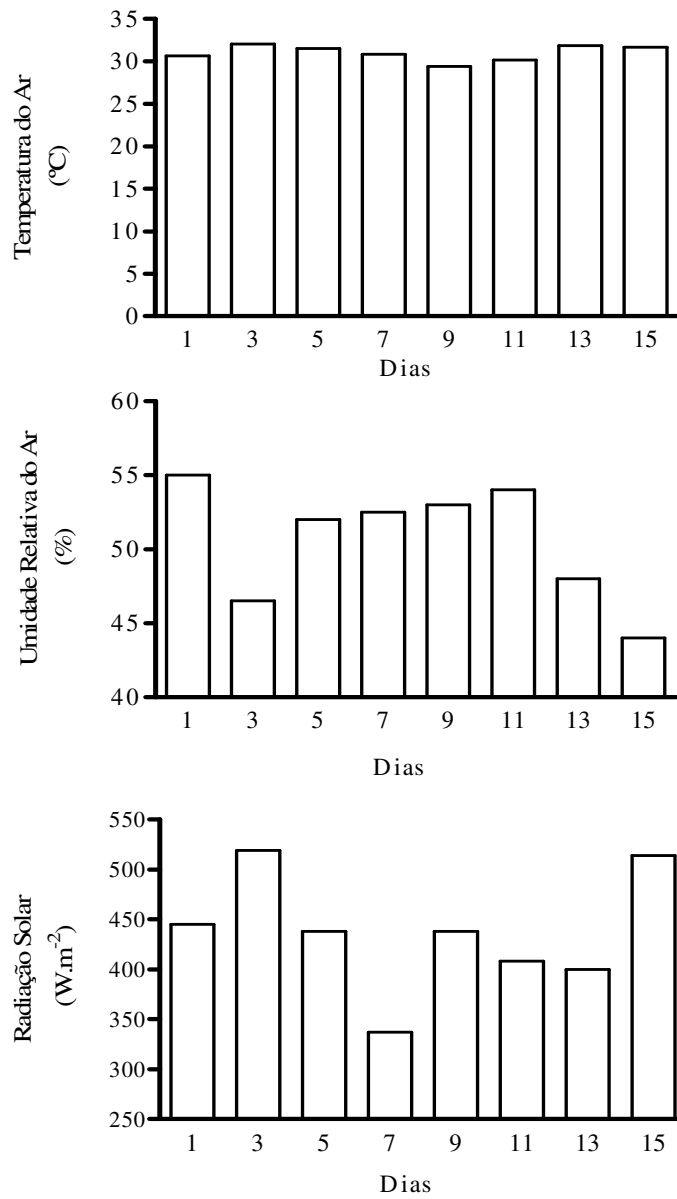 Temperatura do Ar
(ºC)
35
30
25
20
15
10
5
0
1 3 5 7 9 11 13 15
Dias
Umidade Relativa do Ar
(%)
60
55
50
45
40
1 3 5 7 9 11 13 15
Dias
Radiação Solar
(W.m-2)
550
500
450
400
350
300
250
1 3 5 7 9 11 13 15
Dias